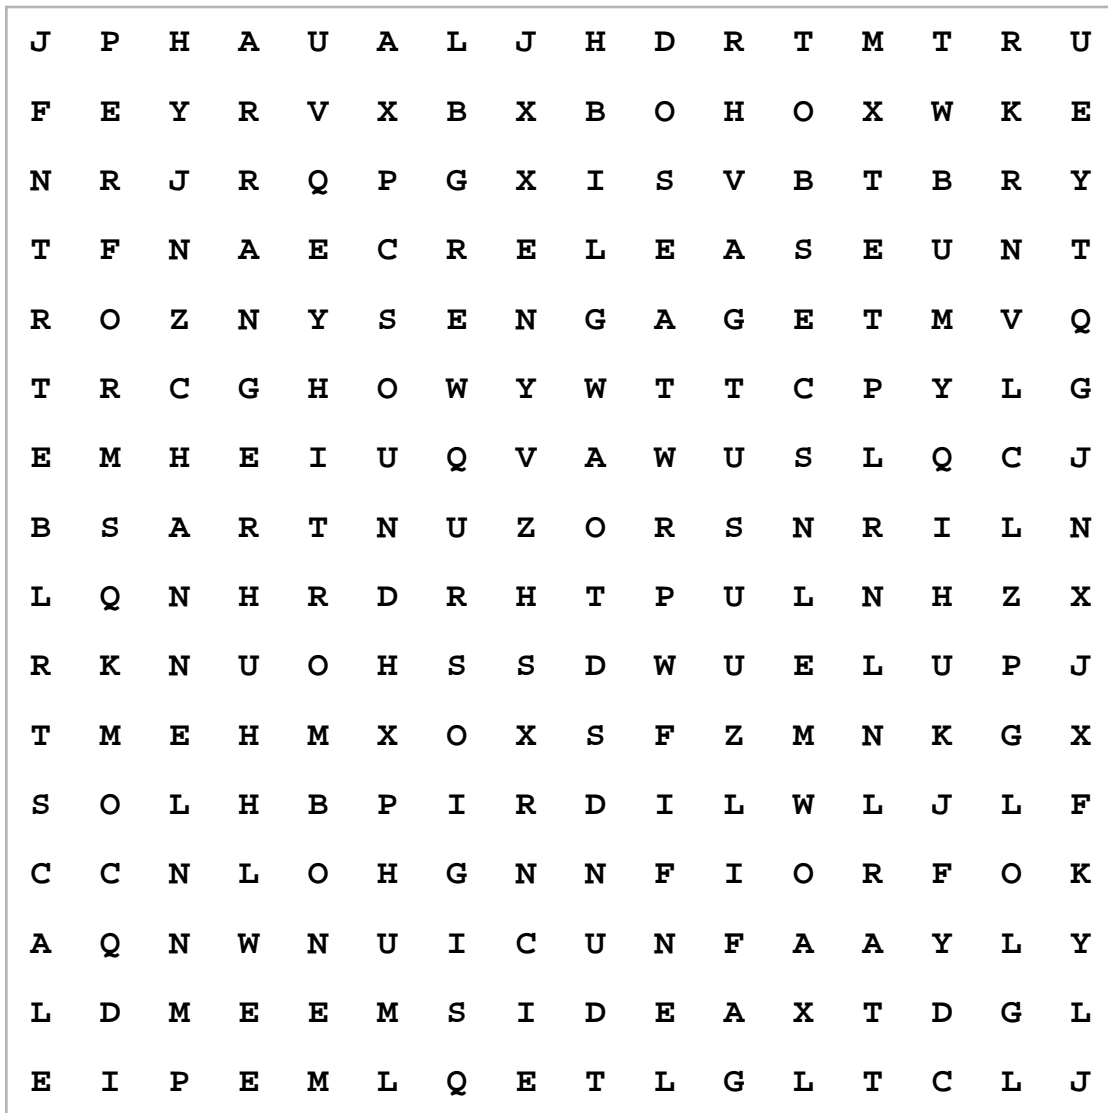 J P H A U A L J H D R T M T R U
F E Y R V X B X B O H O X W K E
N R J R Q P G X I S V B T B R Y
T F N A E C R E L E A S E U N T
R O Z N Y S E N G A G E T M V Q
T R C G H O W Y W T T C P Y L G
E M H E I U Q V A W U S L Q C J
B S A R T N U Z O R S N R I L N
L Q N H R D R H T P U L N H Z X
R K N U O H S S D W U E L U P J
T M E H M X O X S F Z M N K G X
S O L H B P I R D I L W L J L F
C C N L O H G N N F I O R F O K
A Q N W N U I C U N F A A Y L Y
L D M E E M S I D E A X T D G L
E I P E M L Q E T L G L T C L J